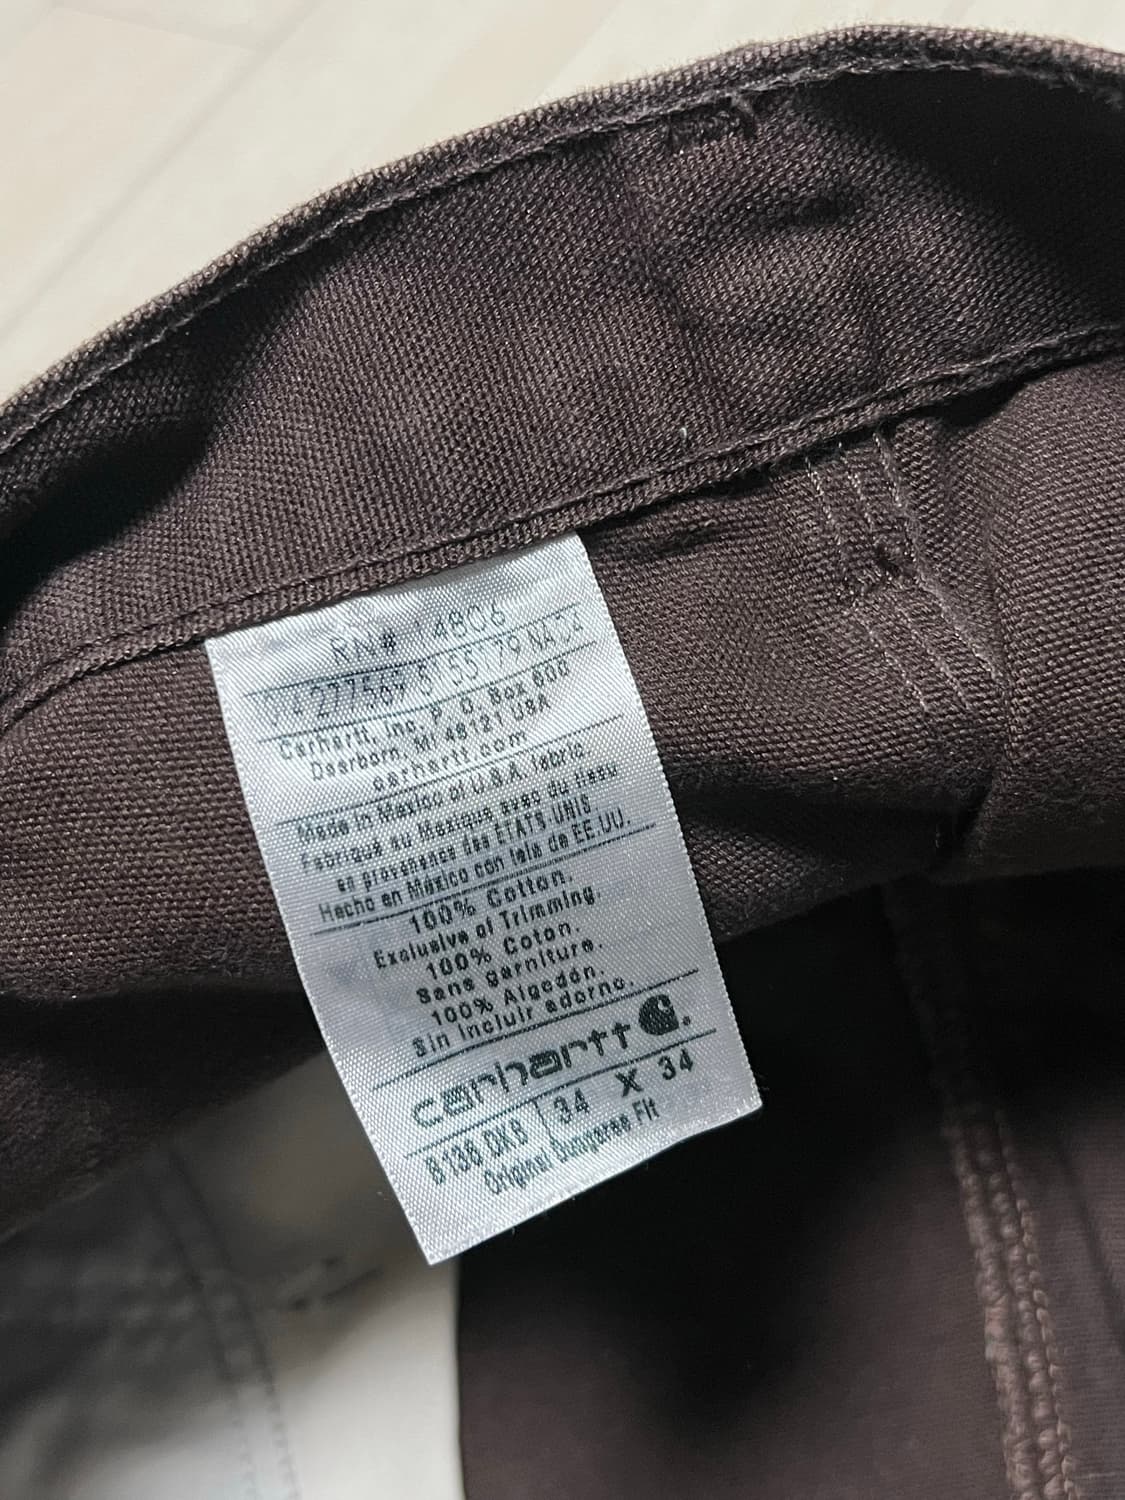 RN# 14806
277569 5155179 NA04
Carhartt, Inc. P. O. Box 600
Dearborn, MI 48121 USA
carhartt.com
Made in Mexico of U.S.A. fabric.
Fabriqué au Mexique avec du tissu
en provenance des ÉTATS-UNIS
Hecho en México con tela de EE.UU.
100% Cotton.
Exclusive of Trimming.
100% Coton.
Sans garniture.
100% Algodón.
Sin incluir adorno.
carhartt
B136 DKB 34 X 34
Original Dungaree Fit